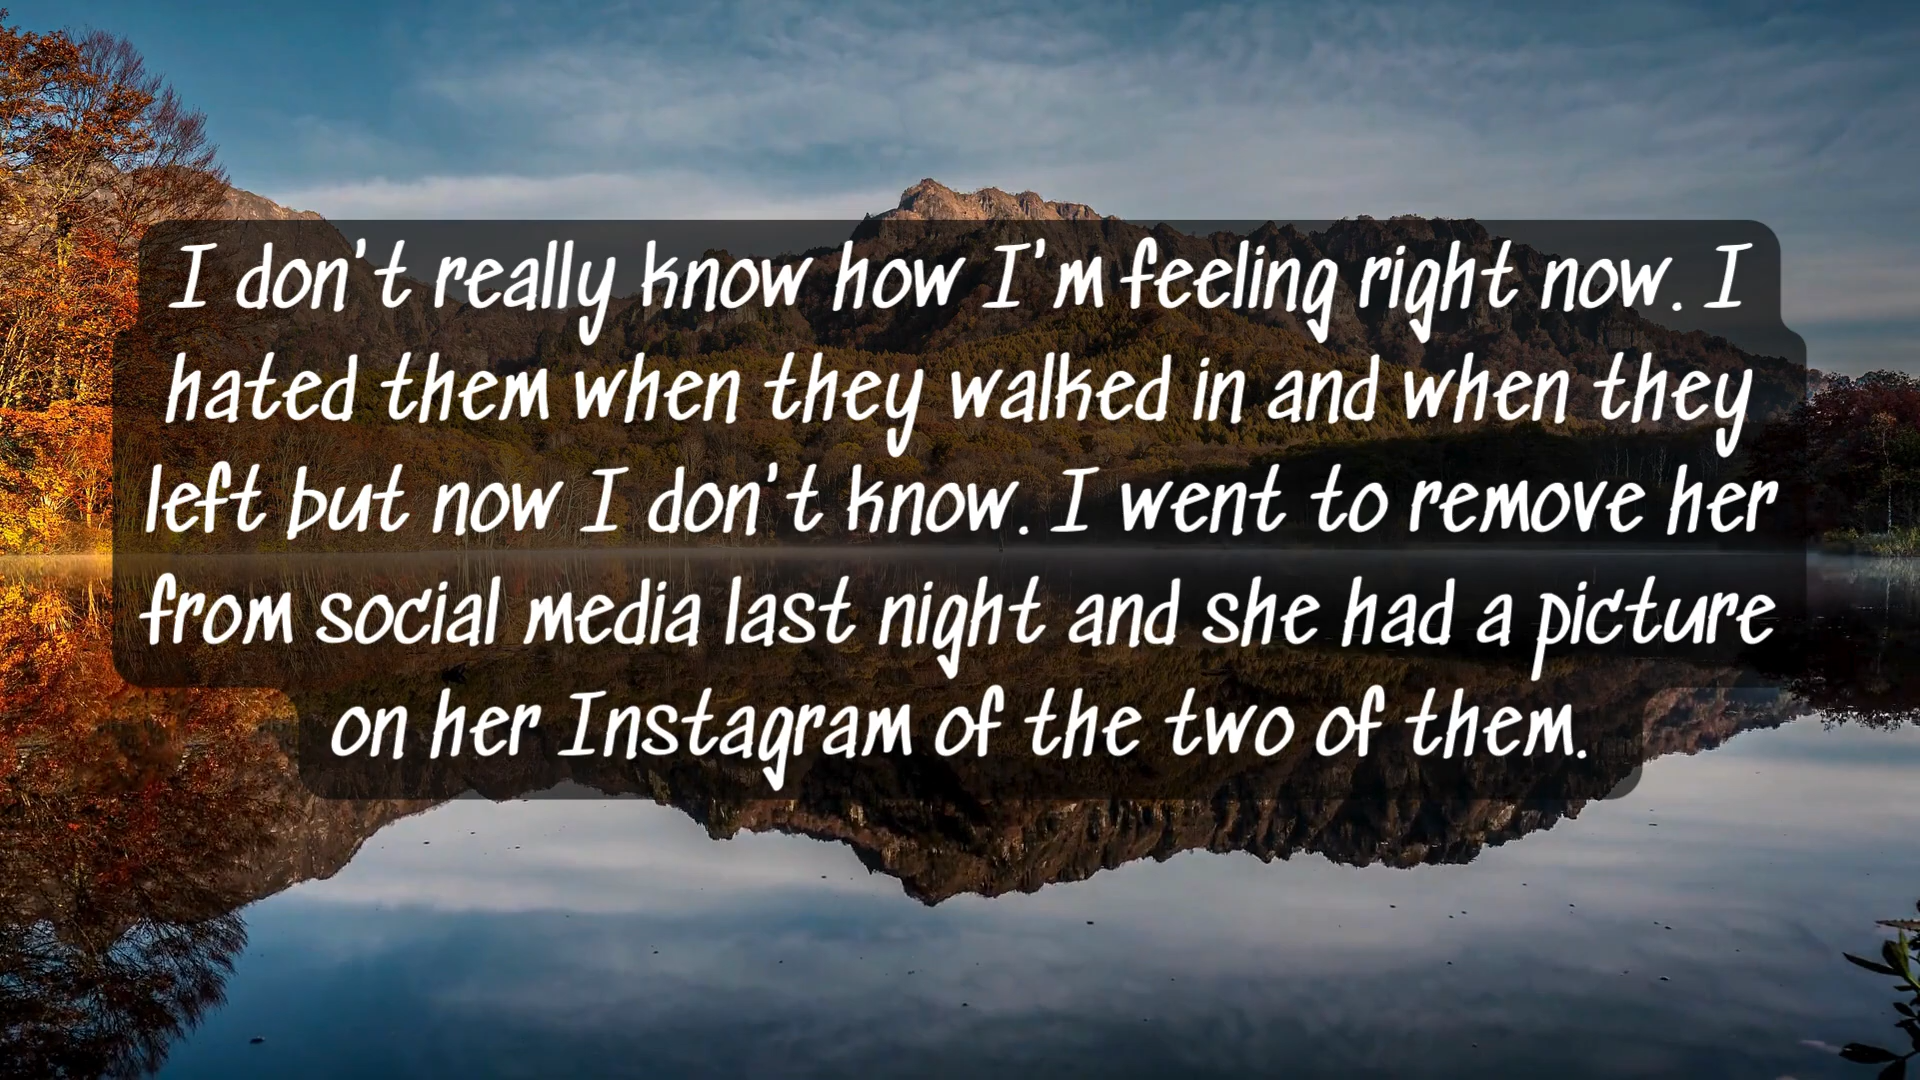 I don't really know how I'm feeling right now. I
hated them when they walked in and when they
left but now I don't know. I went to remove her
from social media last night and she had a picture
on her Instagram of the two of them.